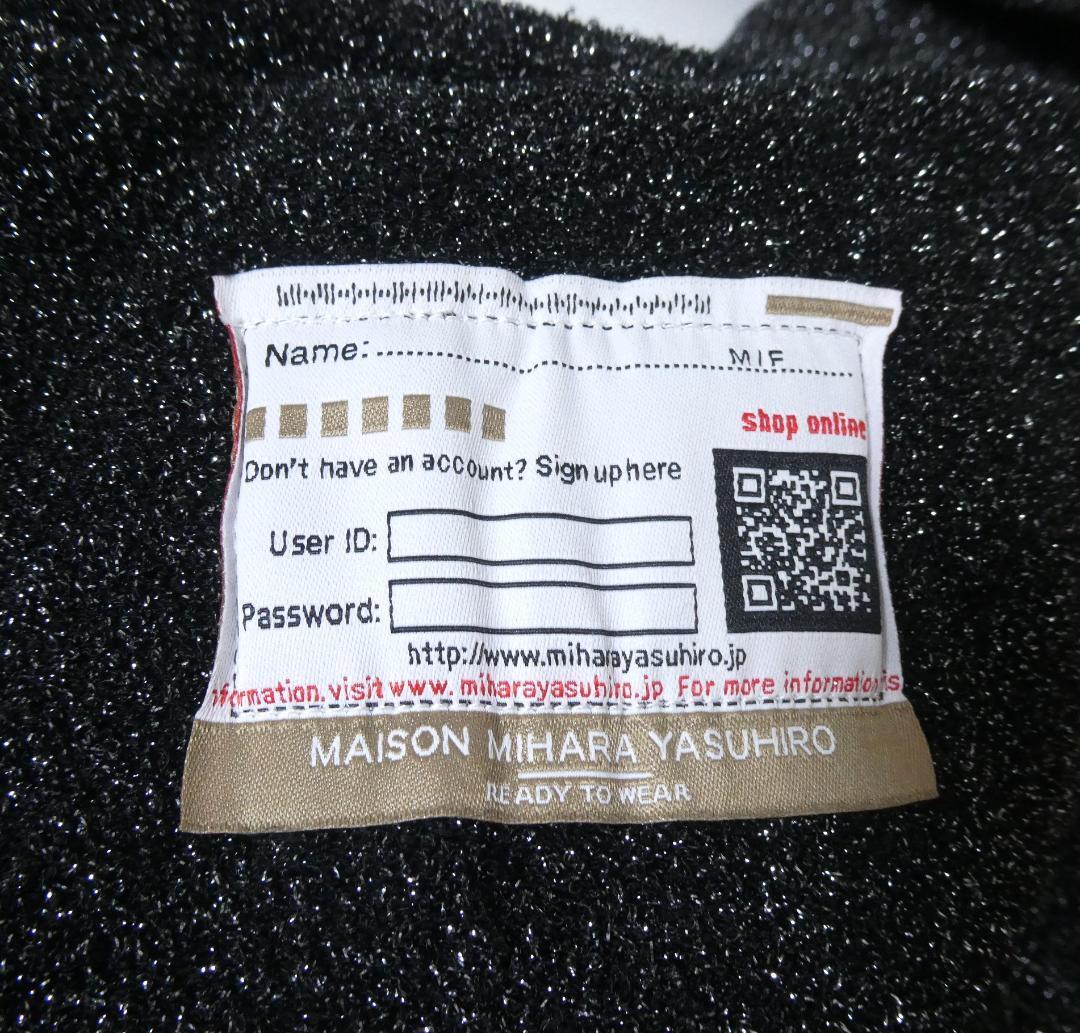 Name: MIF
shop online
Don't have an account? Sign up here
User ID:
Password:
http://www.miharayasuhiro.jp
information.visit www.miharayasuhiro.jp For more information is
MAISON MIHARA YASUHIRO
READY TO WEAR